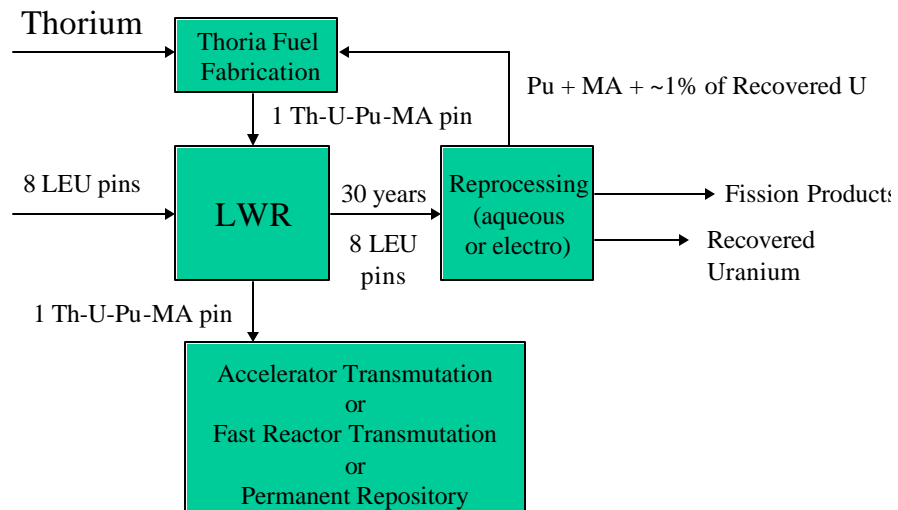 Thorium
Thoria Fuel
Fabrication
Pu + MA + ~1% of Recovered U
1 Th-U-Pu-MA pin
8 LEU pins
LWR
30 years
8 LEU
pins
Reprocessing
(aqueous
or electro)
Fission Products
Recovered
Uranium
1 Th-U-Pu-MA pin
Accelerator Transmutation
or
Fast Reactor Transmutation
or
Permanent Repository